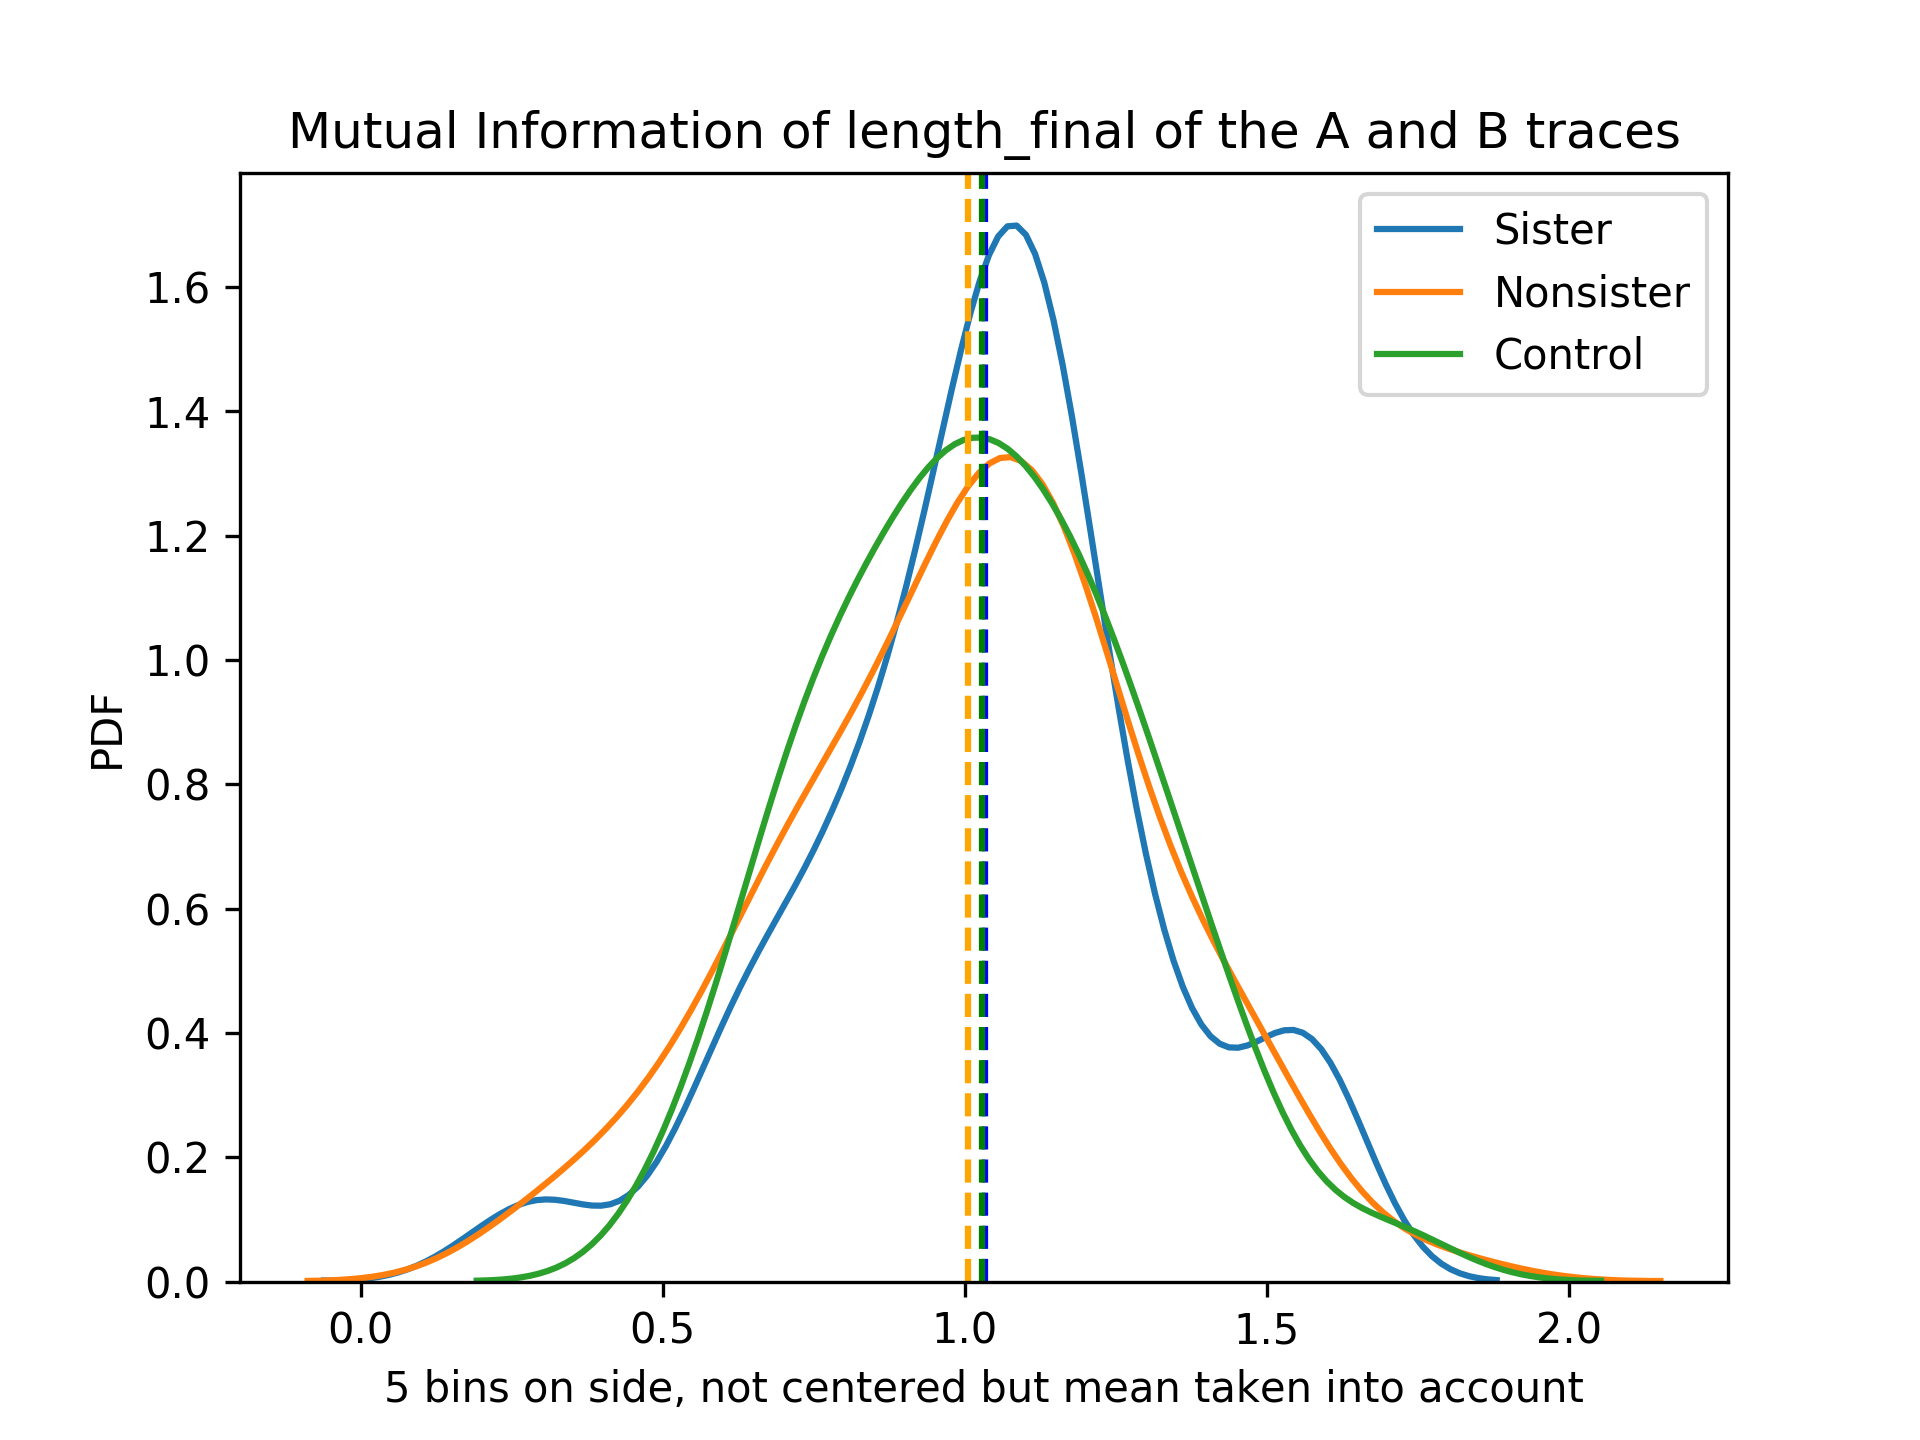 Mutual Information of length_final of the A and B traces
Sister
Nonsister
Control
PDF
1.6
1.4
1.2
1.0
0.8
0.6
0.4
0.2
0.0
0.0 0.5 1.0 1.5 2.0
5 bins on side, not centered but mean taken into account